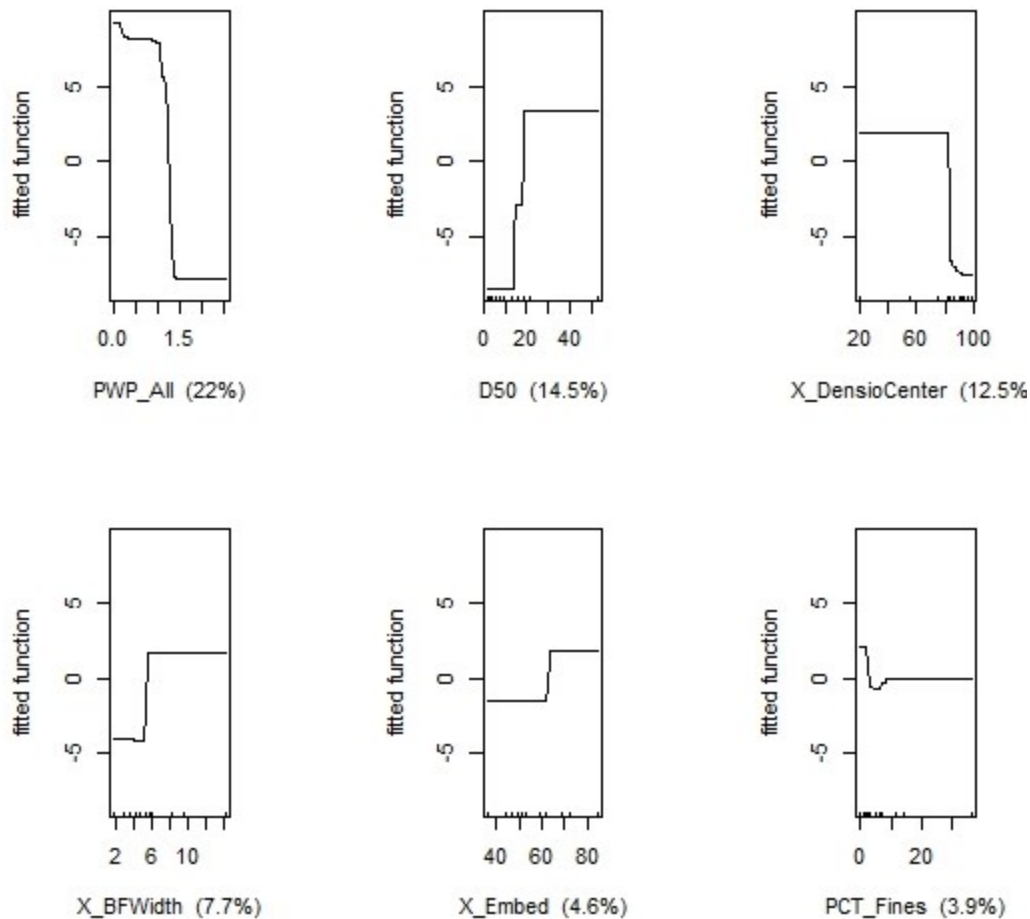 fitted function
5
0
-5
0.0 1.5
PWP_All (22%)
fitted function
5
0
-5
0 20 40
D50 (14.5%)
fitted function
5
0
-5
20 60 100
X_DensioCenter (12.5%
fitted function
5
0
-5
2 6 10
X_BFWidth (7.7%)
fitted function
5
0
-5
40 60 80
X_Embed (4.6%)
fitted function
5
0
-5
0 20
PCT_Fines (3.9%)